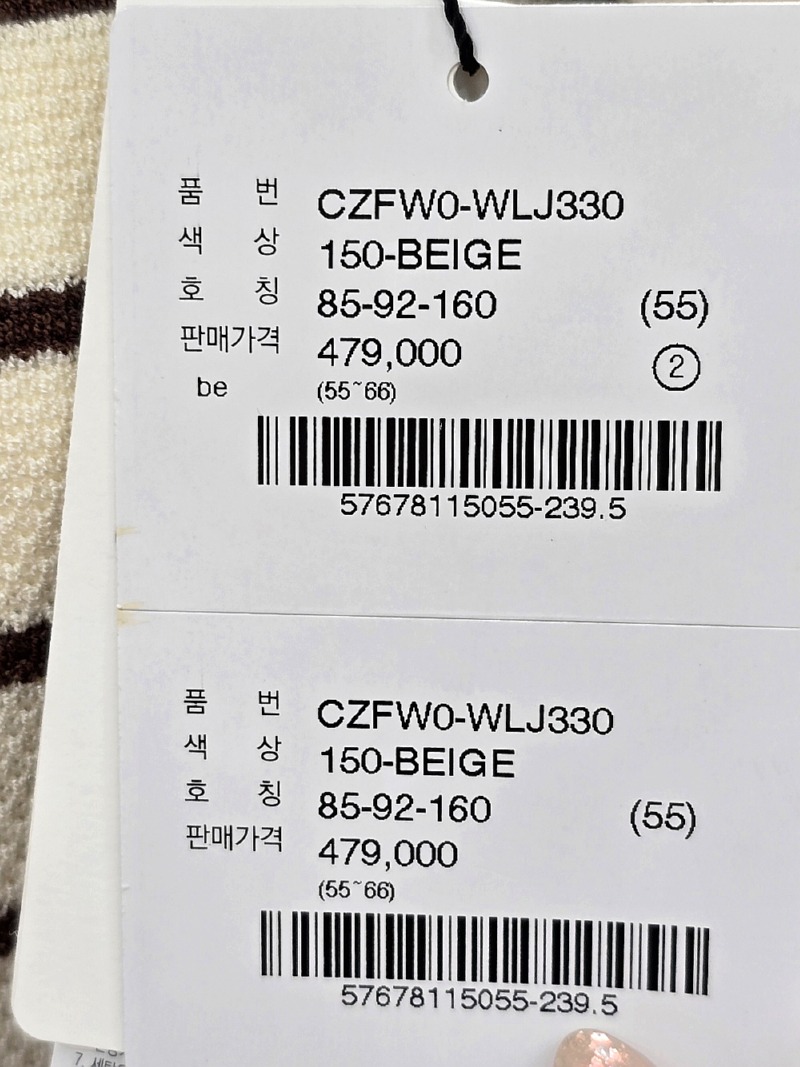 품 번 CZFW0-WLJ330
색 상 150-BEIGE
호 칭 85-92-160 (55)
판매가격 479,000 ②
be (55~66)
57678115055-239.5
품 번 CZFW0-WLJ330
색 상 150-BEIGE
호 칭 85-92-160 (55)
판매가격 479,000
(55~66)
57678115055-239.5
7.